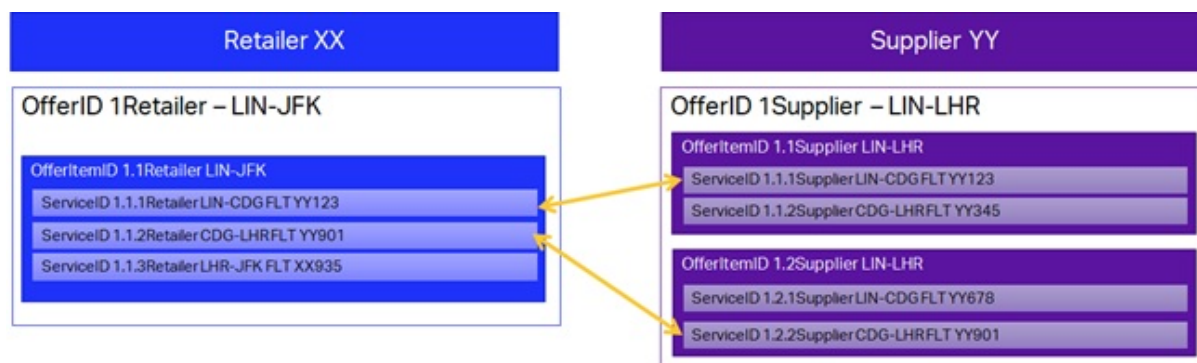 Retailer XX
OfferID 1Retailer – LIN-JFK
OfferItemID 1.1Retailer LIN-JFK
ServiceID 1.1.1Retailer LIN-CDG FLT YY123
ServiceID 1.1.2Retailer CDG-LHR FLT YY901
ServiceID 1.1.3Retailer LHR-JFK FLT XX935
Supplier YY
OfferID 1Supplier – LIN-LHR
OfferItemID 1.1Supplier LIN-LHR
ServiceID 1.1.1Supplier LIN-CDG FLT YY123
ServiceID 1.1.2Supplier CDG-LHR FLT YY345
OfferItemID 1.2Supplier LIN-LHR
ServiceID 1.2.1Supplier LIN-CDG FLT YY678
ServiceID 1.2.2Supplier CDG-LHR FLT YY901